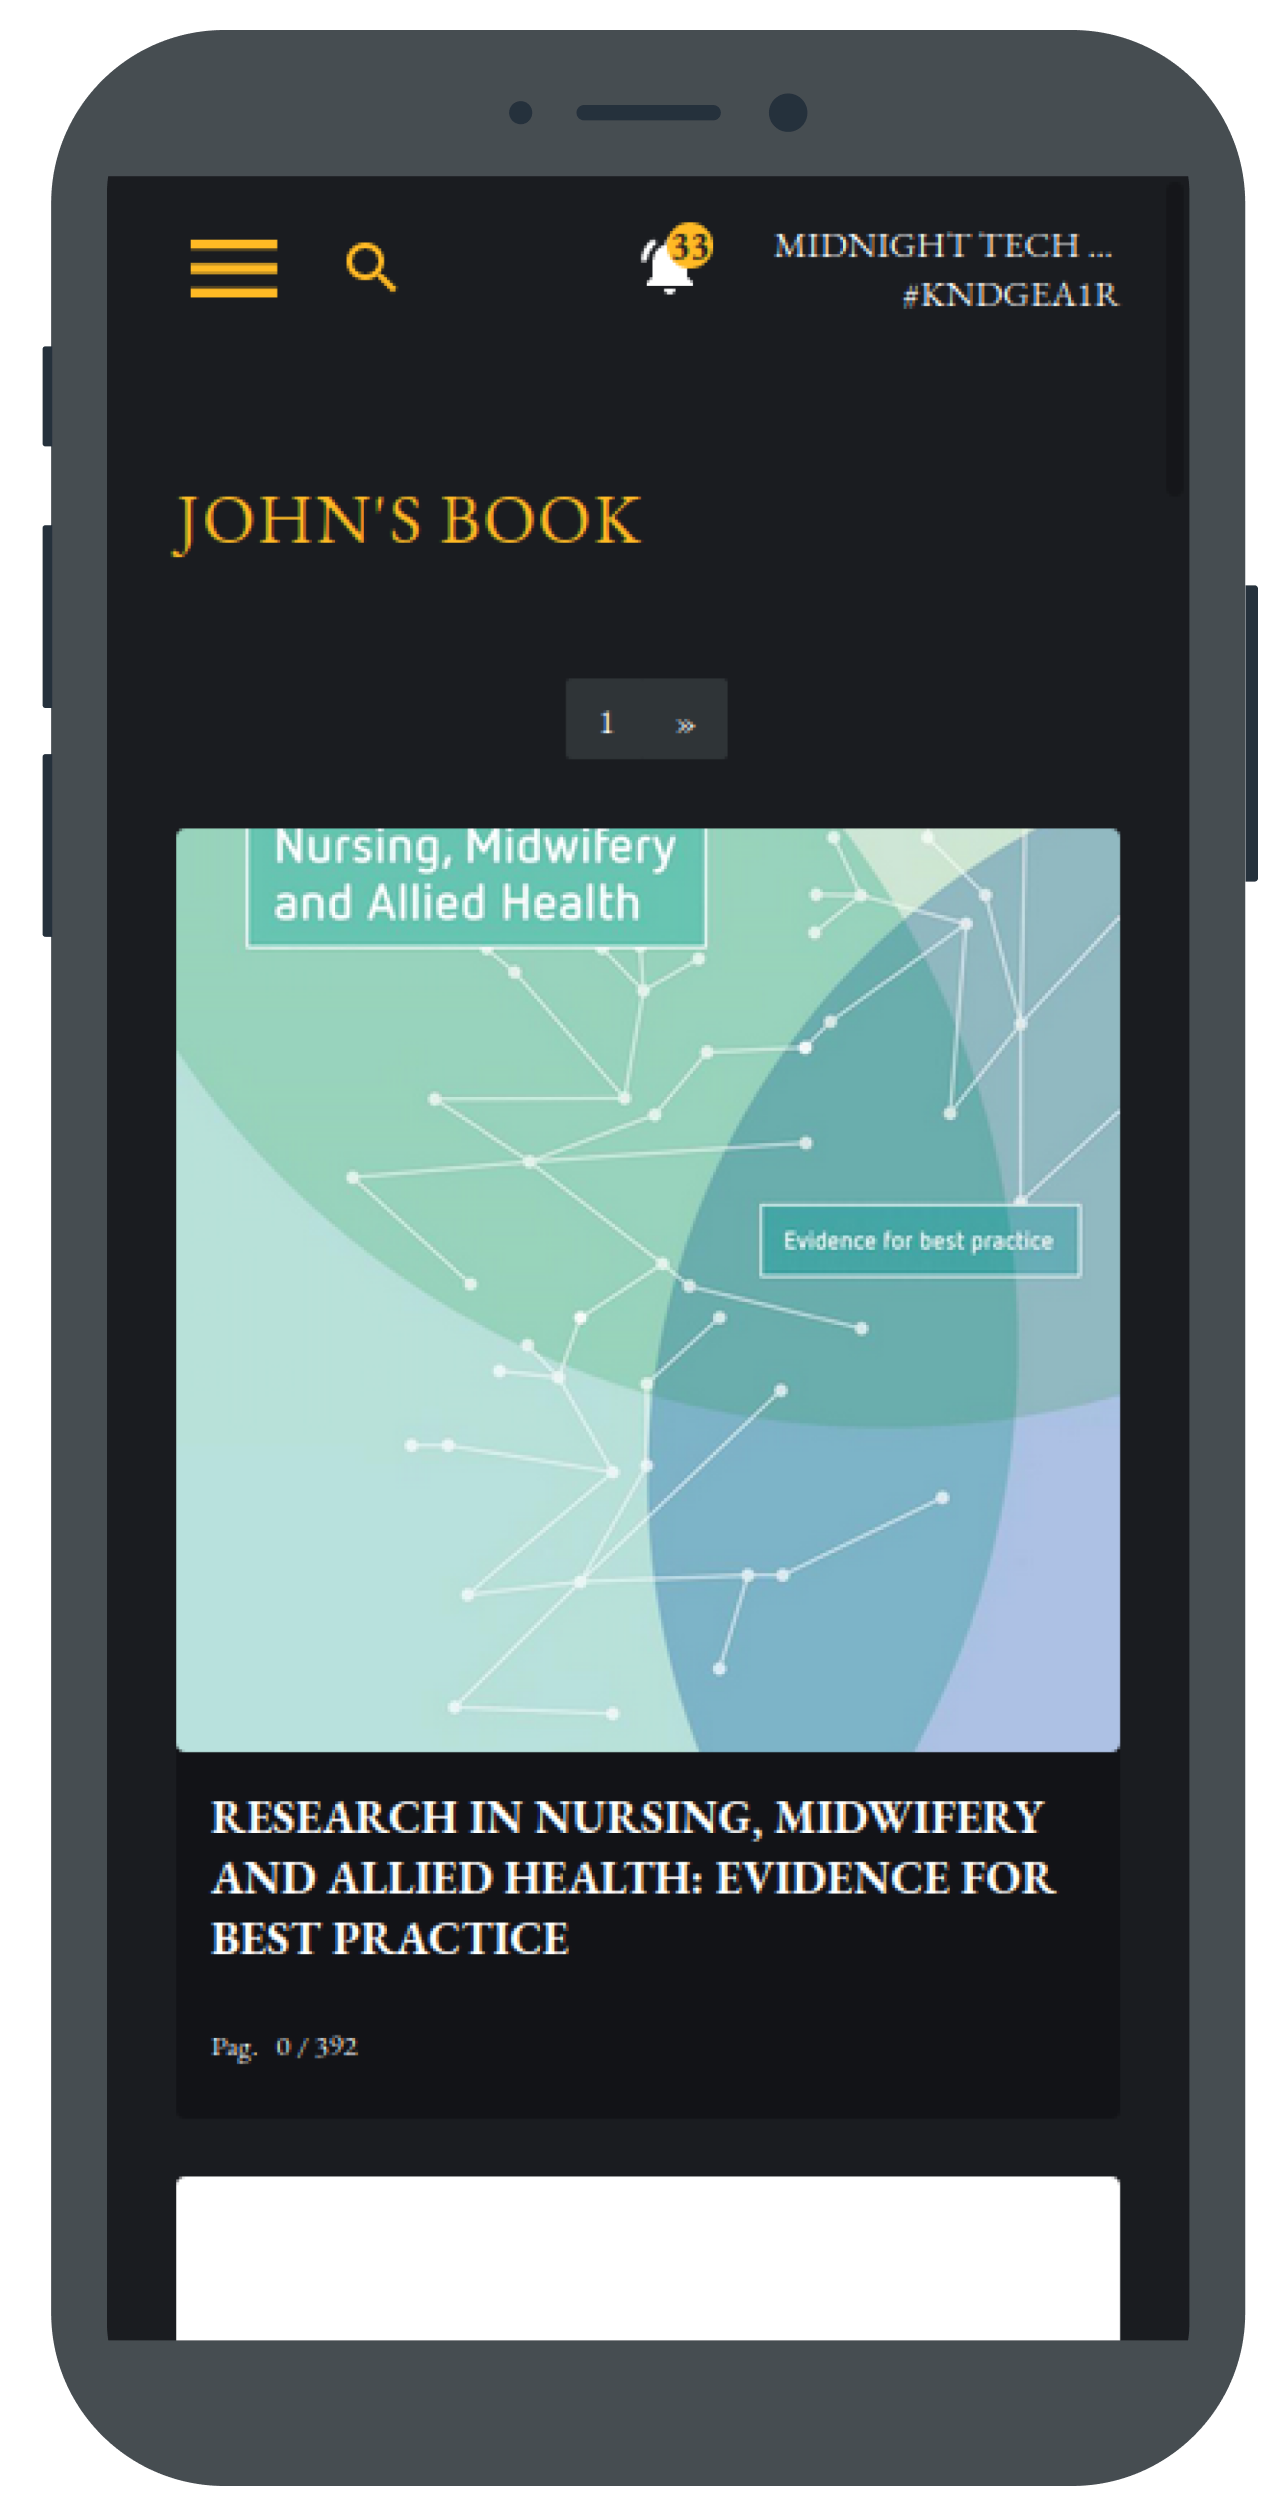 33
MIDNIGHT TECH ...
#KNDGEA1R
JOHN'S BOOK
1 »
Nursing, Midwifery
and Allied Health
Evidence for best practice
RESEARCH IN NURSING, MIDWIFERY
AND ALLIED HEALTH: EVIDENCE FOR
BEST PRACTICE
Pag. 0 / 392